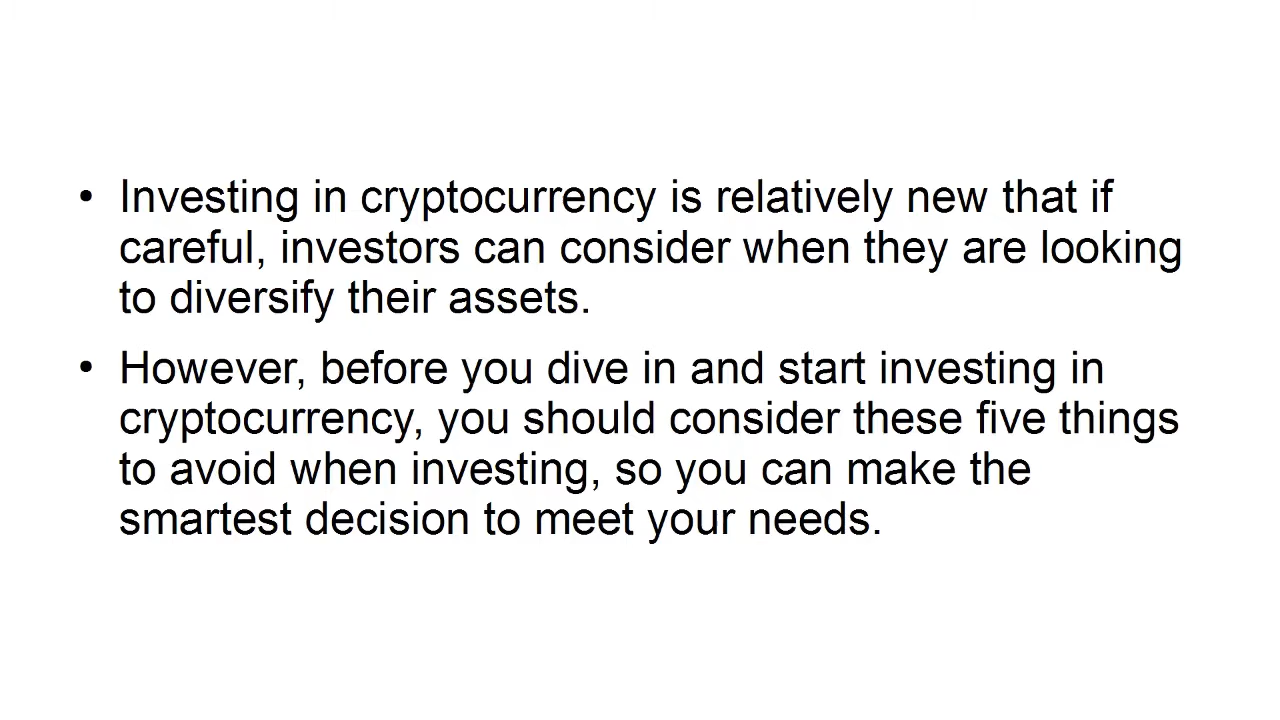 • Investing in cryptocurrency is relatively new that if
careful, investors can consider when they are looking
to diversify their assets.
• However, before you dive in and start investing in
cryptocurrency, you should consider these five things
to avoid when investing, so you can make the
smartest decision to meet your needs.